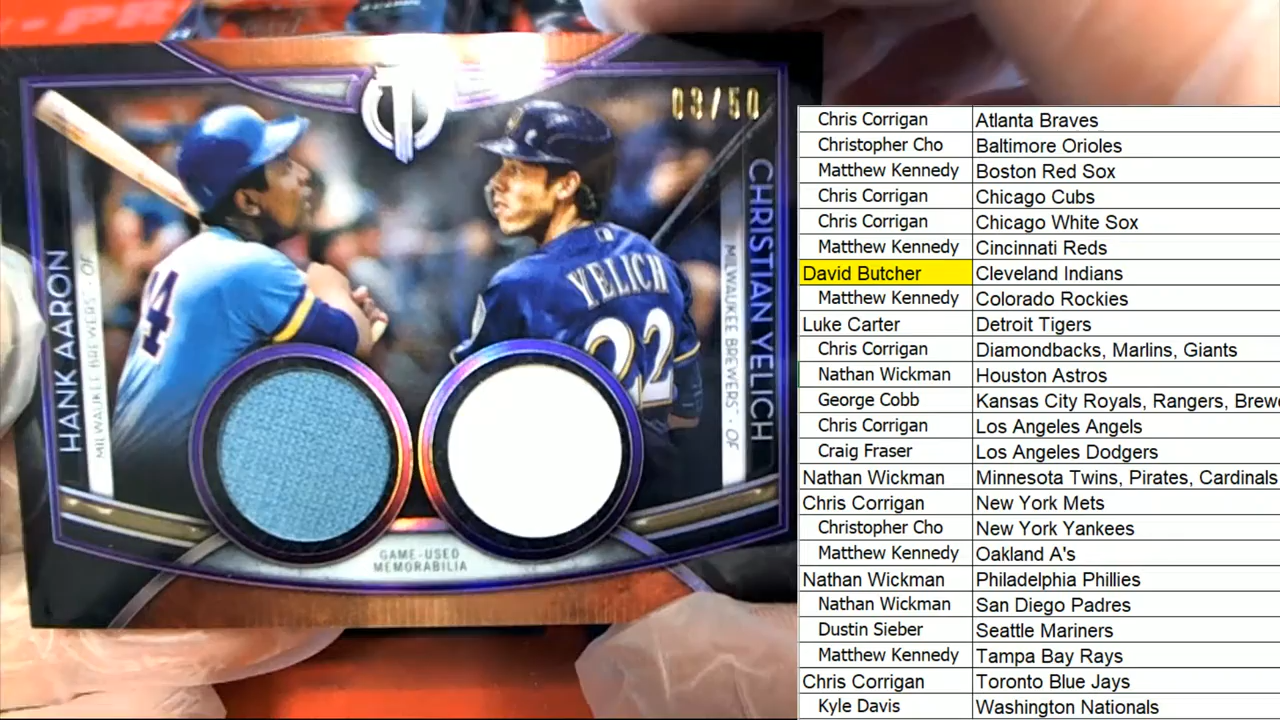 03/50
HANK AARON
MILWAUKEE BREWERS™ - OF
44
CHRISTIAN YELICH
MILWAUKEE BREWERS™ - OF
YELICH
22
GAME-USED
MEMORABILIA
Chris Corrigan Atlanta Braves
Christopher Cho Baltimore Orioles
Matthew Kennedy Boston Red Sox
Chris Corrigan Chicago Cubs
Chris Corrigan Chicago White Sox
Matthew Kennedy Cincinnati Reds
David Butcher Cleveland Indians
Matthew Kennedy Colorado Rockies
Luke Carter Detroit Tigers
Chris Corrigan Diamondbacks, Marlins, Giants
Nathan Wickman Houston Astros
George Cobb Kansas City Royals, Rangers, Brewe
Chris Corrigan Los Angeles Angels
Craig Fraser Los Angeles Dodgers
Nathan Wickman Minnesota Twins, Pirates, Cardinals
Chris Corrigan New York Mets
Christopher Cho New York Yankees
Matthew Kennedy Oakland A's
Nathan Wickman Philadelphia Phillies
Nathan Wickman San Diego Padres
Dustin Sieber Seattle Mariners
Matthew Kennedy Tampa Bay Rays
Chris Corrigan Toronto Blue Jays
Kyle Davis Washington Nationals